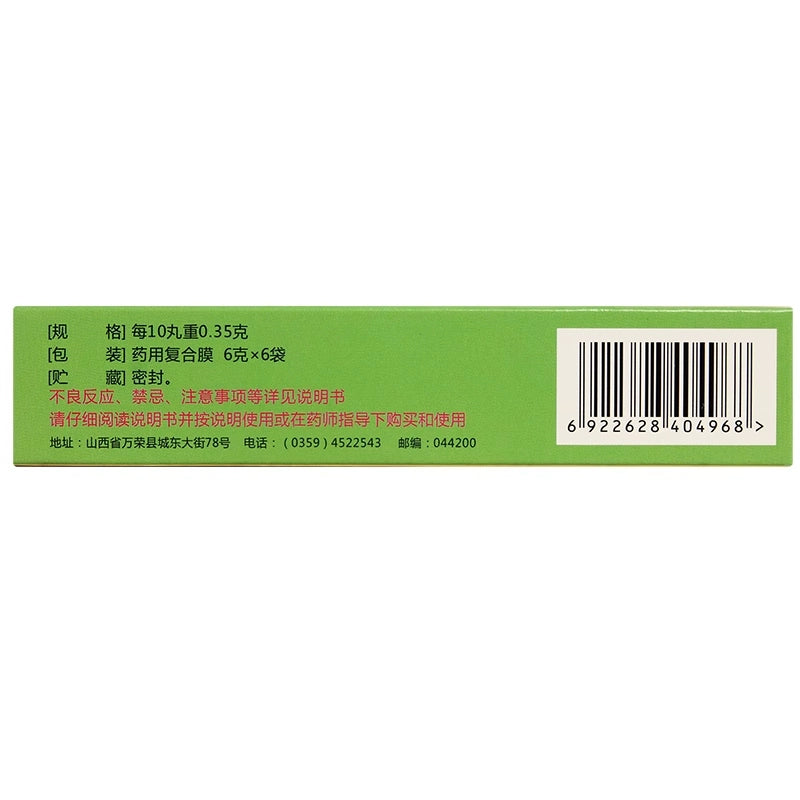 [规 格] 每10丸重0.35克
[包 装] 药用复合膜 6克×6袋
[贮 藏] 密封。
不良反应、禁忌、注意事项等详见说明书
请仔细阅读说明书并按说明使用或在药师指导下购买和使用
地址：山西省万荣县城东大街78号 电话：（0359）4522543 邮编：044200
6 922628 404968 >